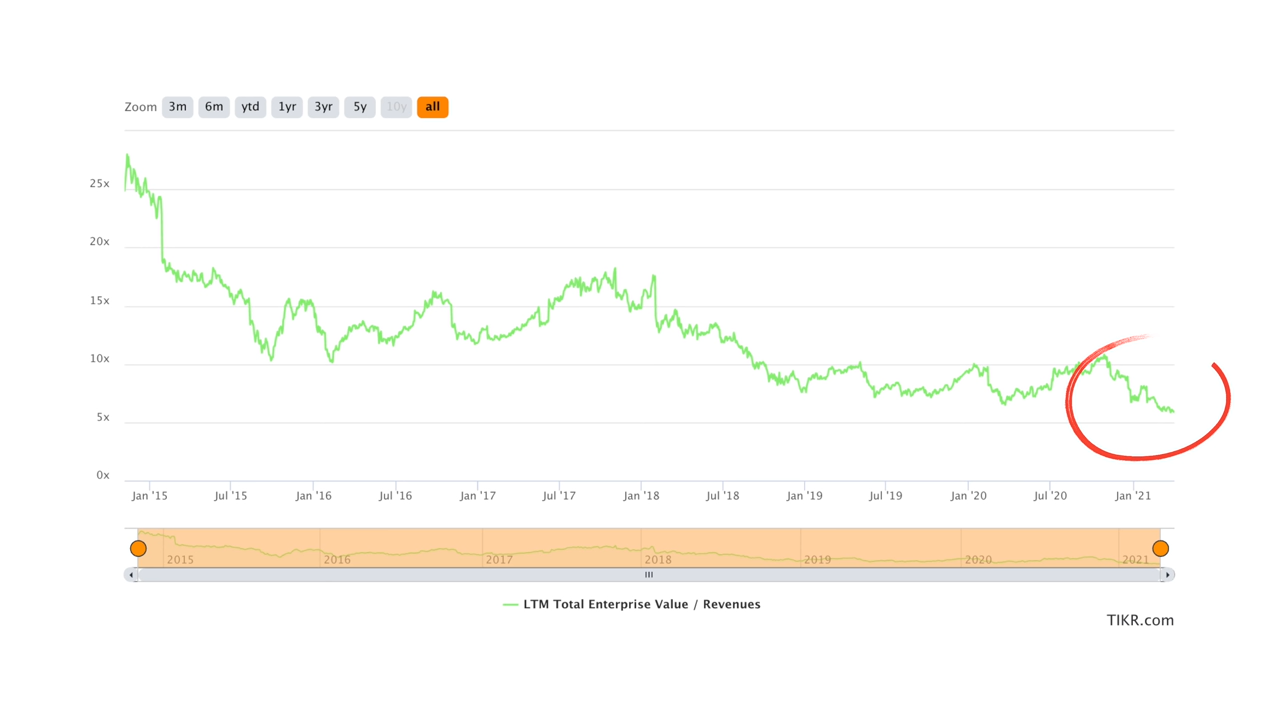 Zoom 3m 6m ytd 1yr 3yr 5y 10y all
25x
20x
15x
10x
5x
0x
Jan '15 Jul '15 Jan '16 Jul '16 Jan '17 Jul '17 Jan '18 Jul '18 Jan '19 Jul '19 Jan '20 Jul '20 Jan '21
2015 2016 2017 2018 2019 2020 2021
LTM Total Enterprise Value / Revenues
TIKR.com